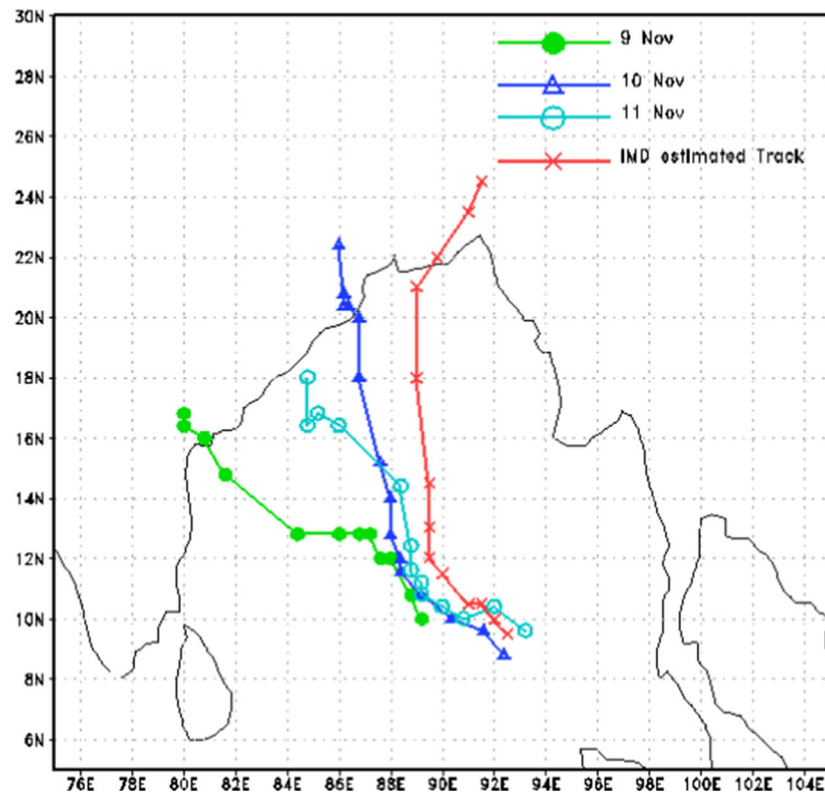 30N
28N
26N
24N
22N
20N
18N
16N
14N
12N
10N
8N
6N
9 Nov
10 Nov
11 Nov
IMD estimated Track
76E 78E 80E 82E 84E 86E 88E 90E 92E 94E 96E 98E 100E 102E 104E